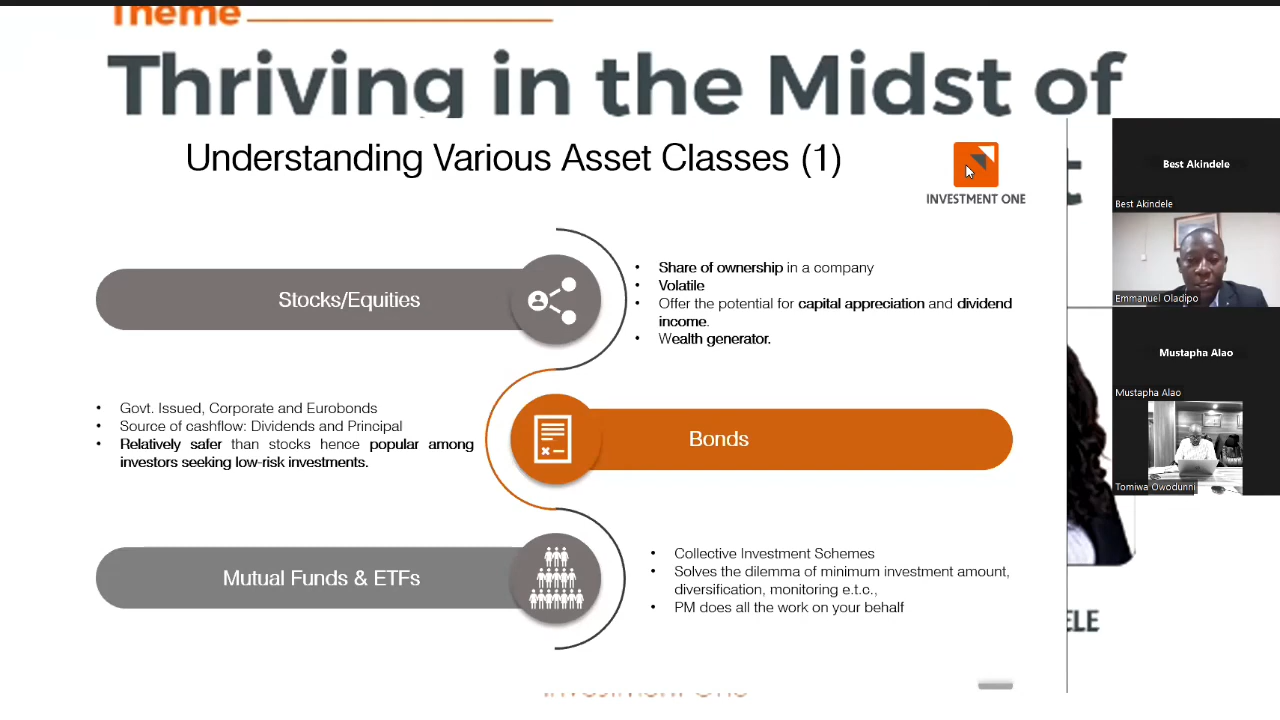 Theme
Thriving in the Midst of
Understanding Various Asset Classes (1)
INVESTMENT ONE
Best Akindele
Best Akindele
Emmanuel Oladipo
Mustapha Alao
Mustapha Alao
Tomiwa Owodunni
Stocks/Equities
• Share of ownership in a company
• Volatile
• Offer the potential for capital appreciation and dividend
income.
• Wealth generator.
• Govt. Issued, Corporate and Eurobonds
• Source of cashflow: Dividends and Principal
• Relatively safer than stocks hence popular among
investors seeking low-risk investments.
Bonds
Mutual Funds & ETFs
• Collective Investment Schemes
• Solves the dilemma of minimum investment amount,
diversification, monitoring e.t.c.,
• PM does all the work on your behalf
ELE